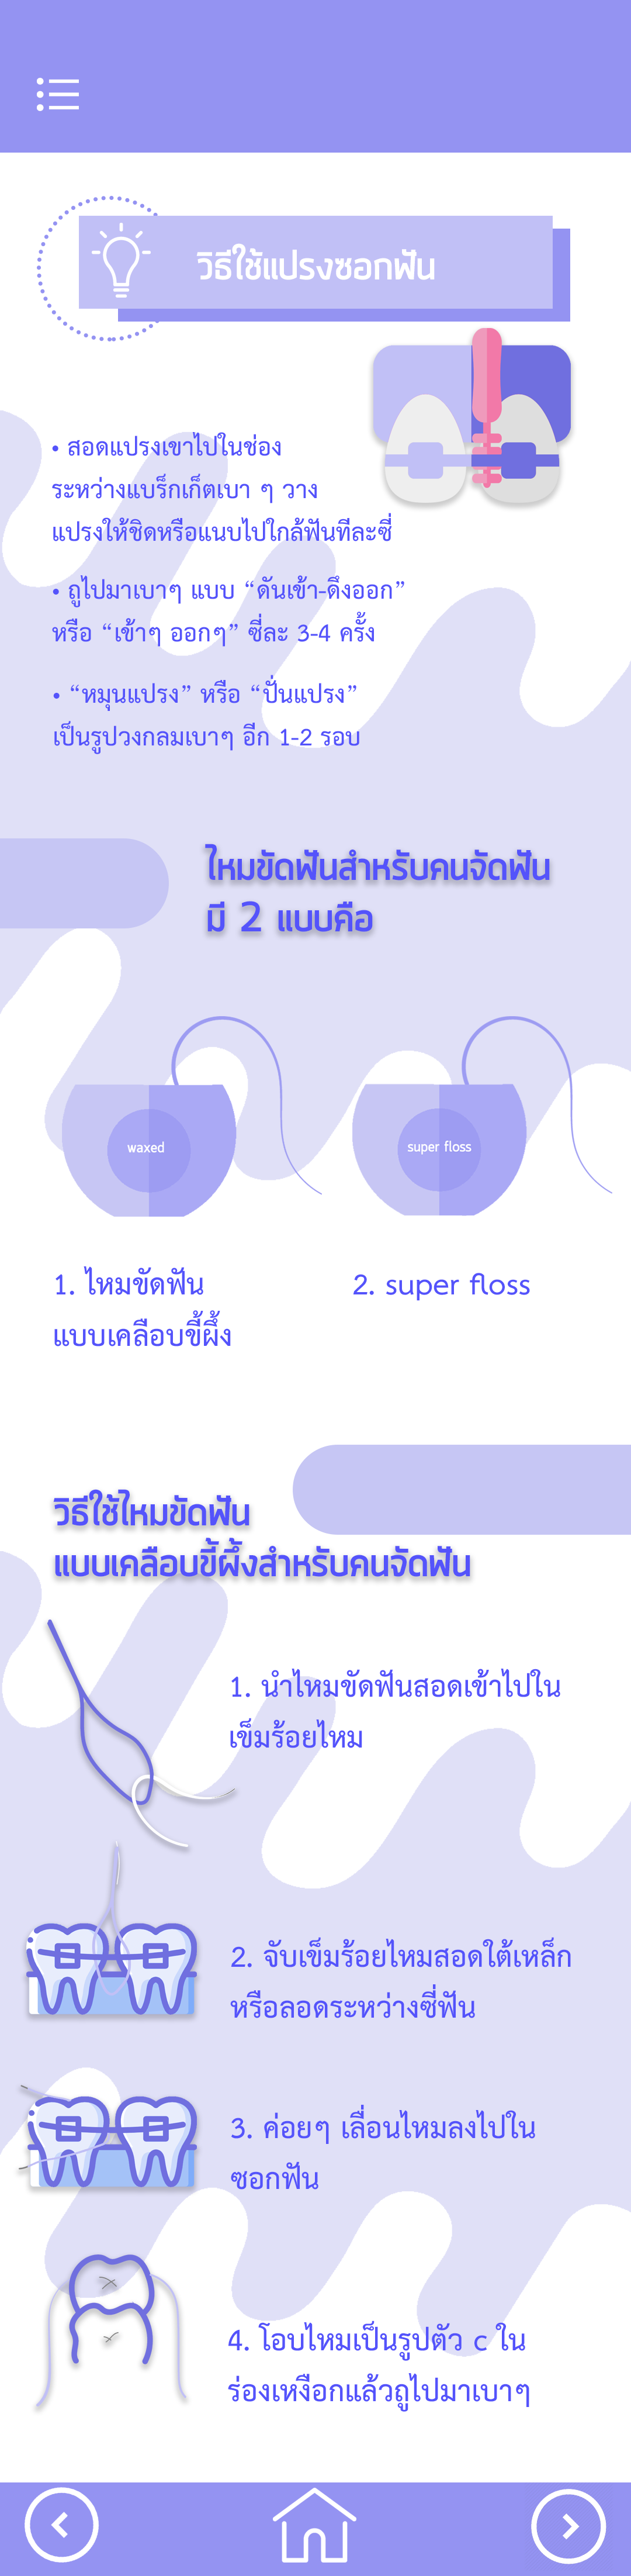 วิธีใช้แปรงซอกฟัน
• สอดแปรงเขาไปในช่อง
ระหว่างแบร็กเก็ตเบา ๆ วาง
แปรงให้ชิดหรือแนบไปใกล้ฟันทีละซี่
• ถูไปมาเบาๆ แบบ “ดันเข้า-ดึงออก”
หรือ “เข้าๆ ออกๆ” ซี่ละ 3-4 ครั้ง
• “หมุนแปรง” หรือ “ปั่นแปรง”
เป็นรูปวงกลมเบาๆ อีก 1-2 รอบ
ไหมขัดฟันสำหรับคนจัดฟัน
มี 2 แบบคือ
waxed
super floss
1. ไหมขัดฟัน
แบบเคลือบขี้ผึ้ง
2. super floss
วิธีใช้ไหมขัดฟัน
แบบเคลือบขี้ผึ้งสำหรับคนจัดฟัน
1. นำไหมขัดฟันสอดเข้าไปใน
เข็มร้อยไหม
2. จับเข็มร้อยไหมสอดใต้เหล็ก
หรือลอดระหว่างซี่ฟัน
3. ค่อยๆ เลื่อนไหมลงไปใน
ซอกฟัน
4. โอบไหมเป็นรูปตัว c ใน
ร่องเหงือกแล้วถูไปมาเบาๆ